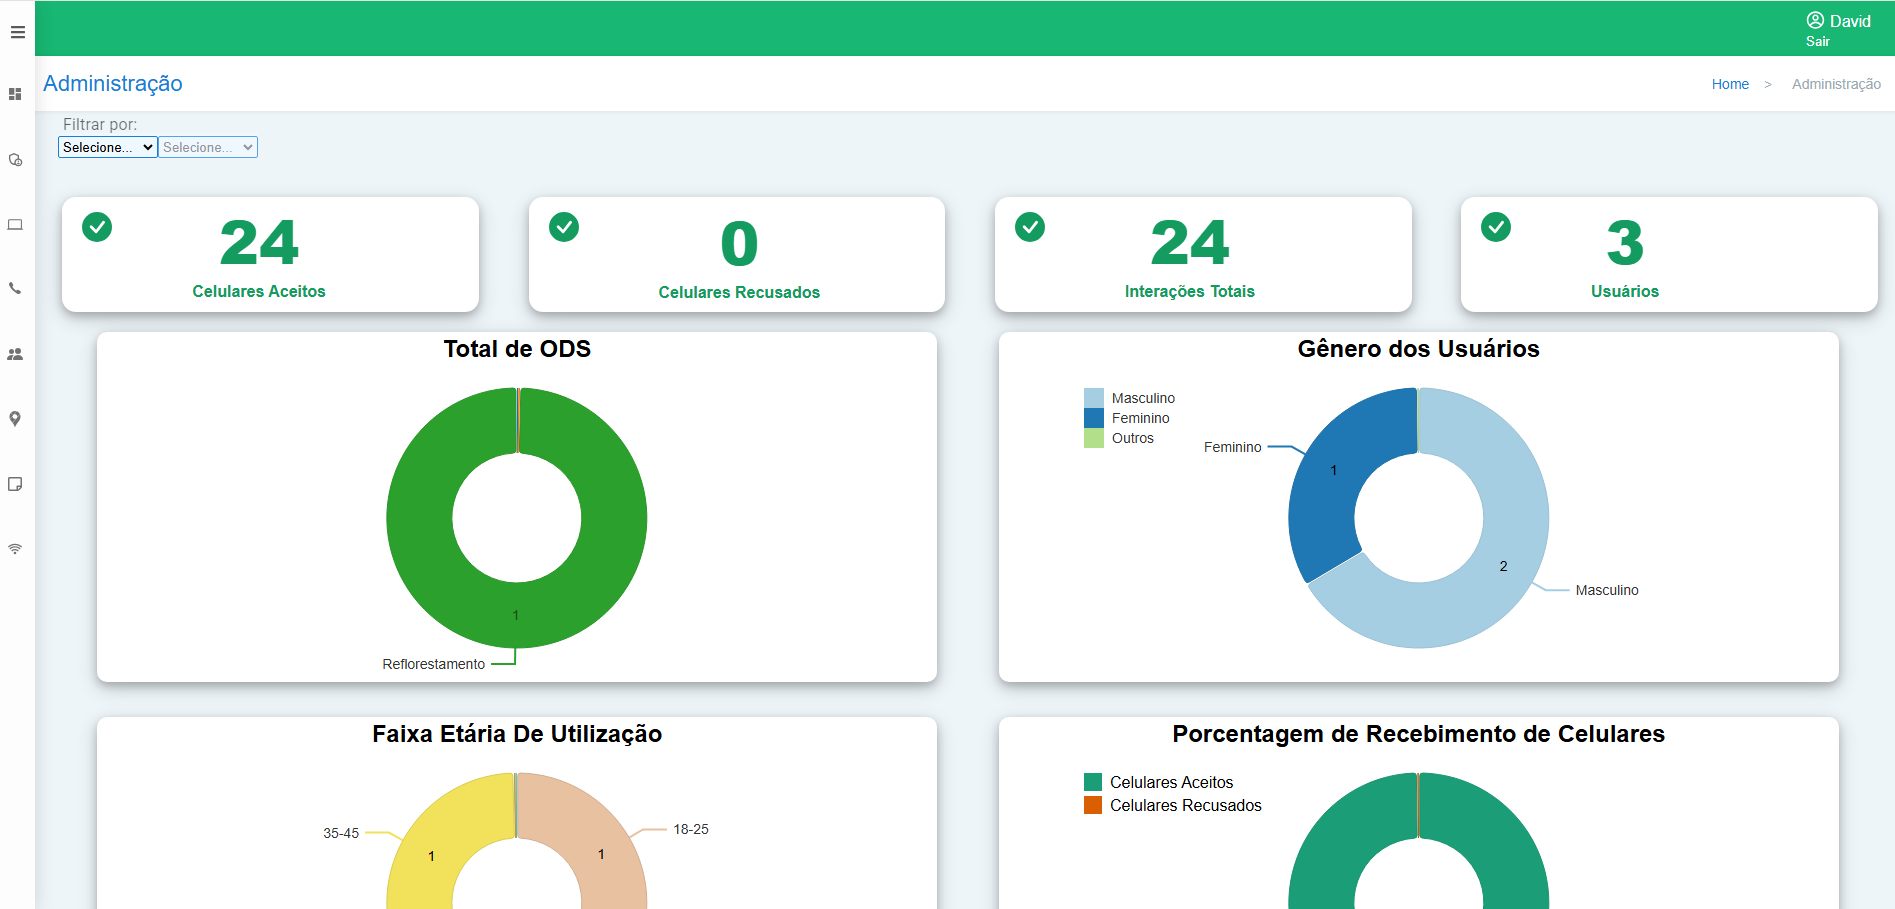 David
Sair
Administração
Home > Administração
Filtrar por:
Selecione... Selecione...
24
Celulares Aceitos
0
Celulares Recusados
24
Interações Totais
3
Usuários
Total de ODS
1
Reflorestamento
Gênero dos Usuários
Masculino
Feminino
Outros
Feminino
1
2
Masculino
Faixa Etária De Utilização
35-45
18-25
1
1
Porcentagem de Recebimento de Celulares
Celulares Aceitos
Celulares Recusados